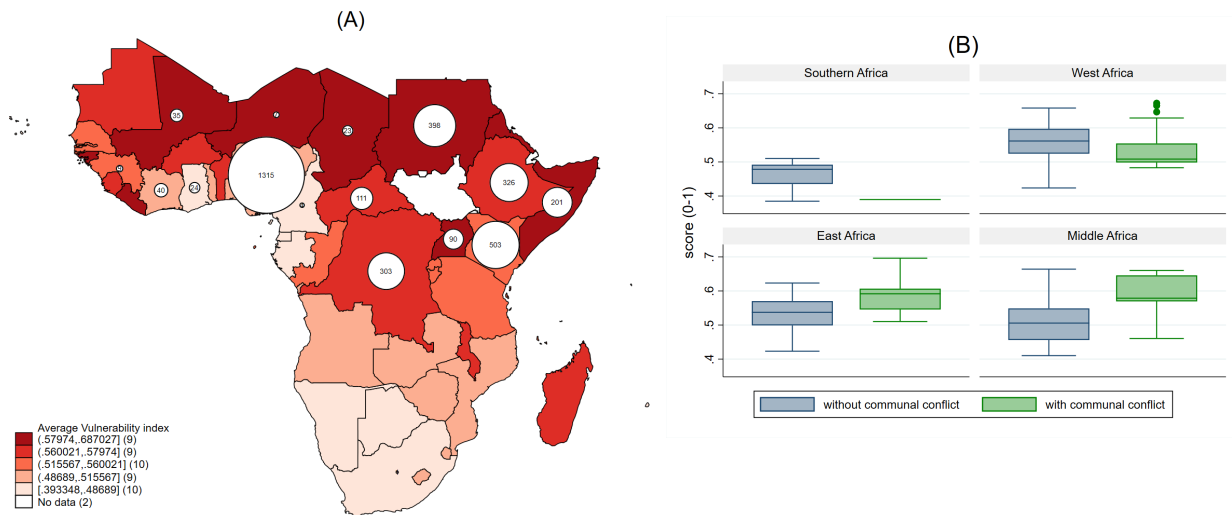 (A)
35
23
398
1315
40
24
111
326
201
90
503
303
Average Vulnerability index
(.57974,.687027] (9)
(.560021,.57974] (9)
(.515567,.560021] (10)
(.48689,.515567] (9)
[.393348,.48689] (10)
No data (2)
(B)
Southern Africa
West Africa
.7
.6
.5
.4
East Africa
Middle Africa
.7
.6
.5
.4
score (0-1)
without communal conflict
with communal conflict